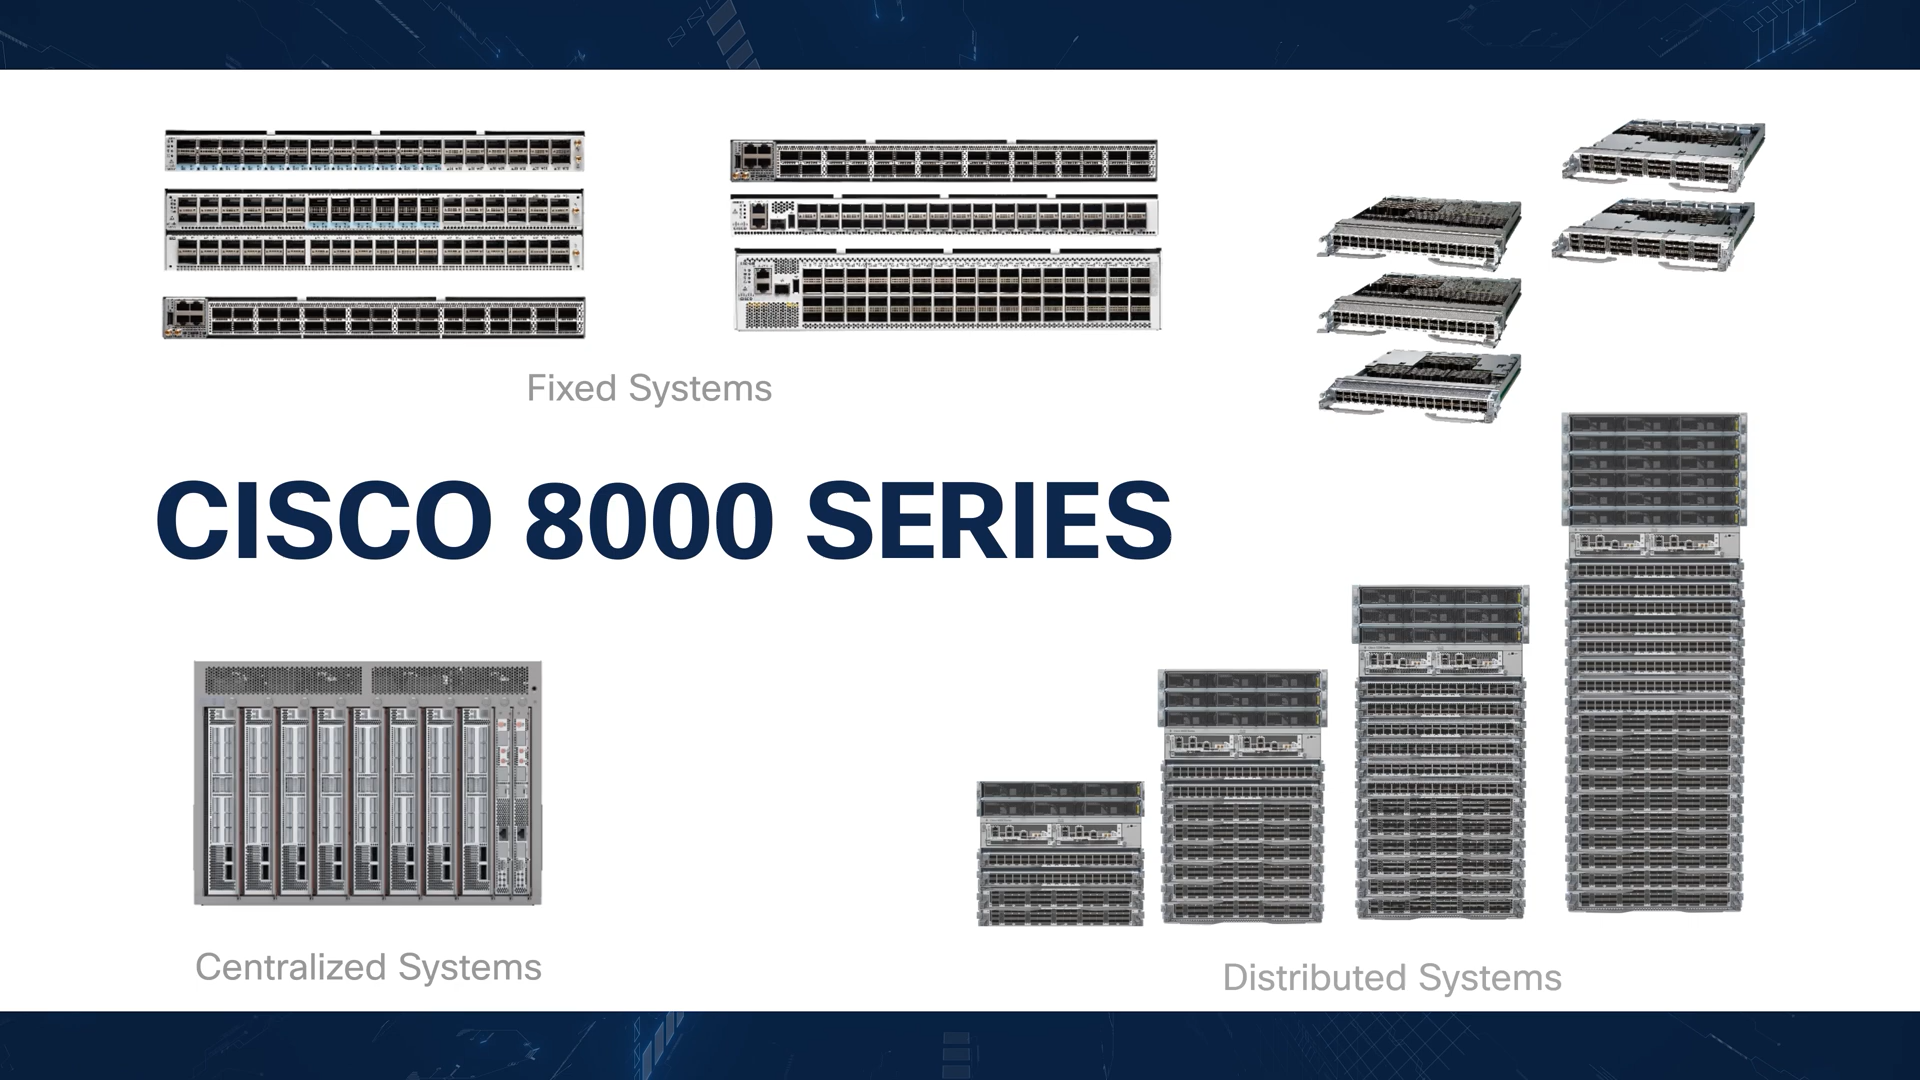 Fixed Systems
CISCO 8000 SERIES
Centralized Systems
Distributed Systems